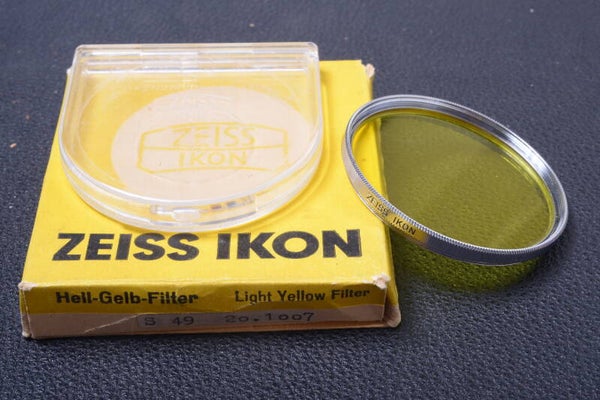 ZEISS
IKON
ZEISS IKON
ZEISS IKON
Hell-Gelb-Filter Light Yellow Filter
S 49 20.1007